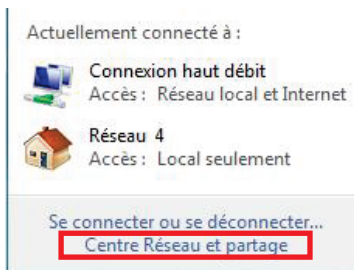 Actuellement connecté à :
Connexion haut débit
Accès : Réseau local et Internet
Réseau 4
Accès : Local seulement
Se connecter ou se déconnecter...
Centre Réseau et partage